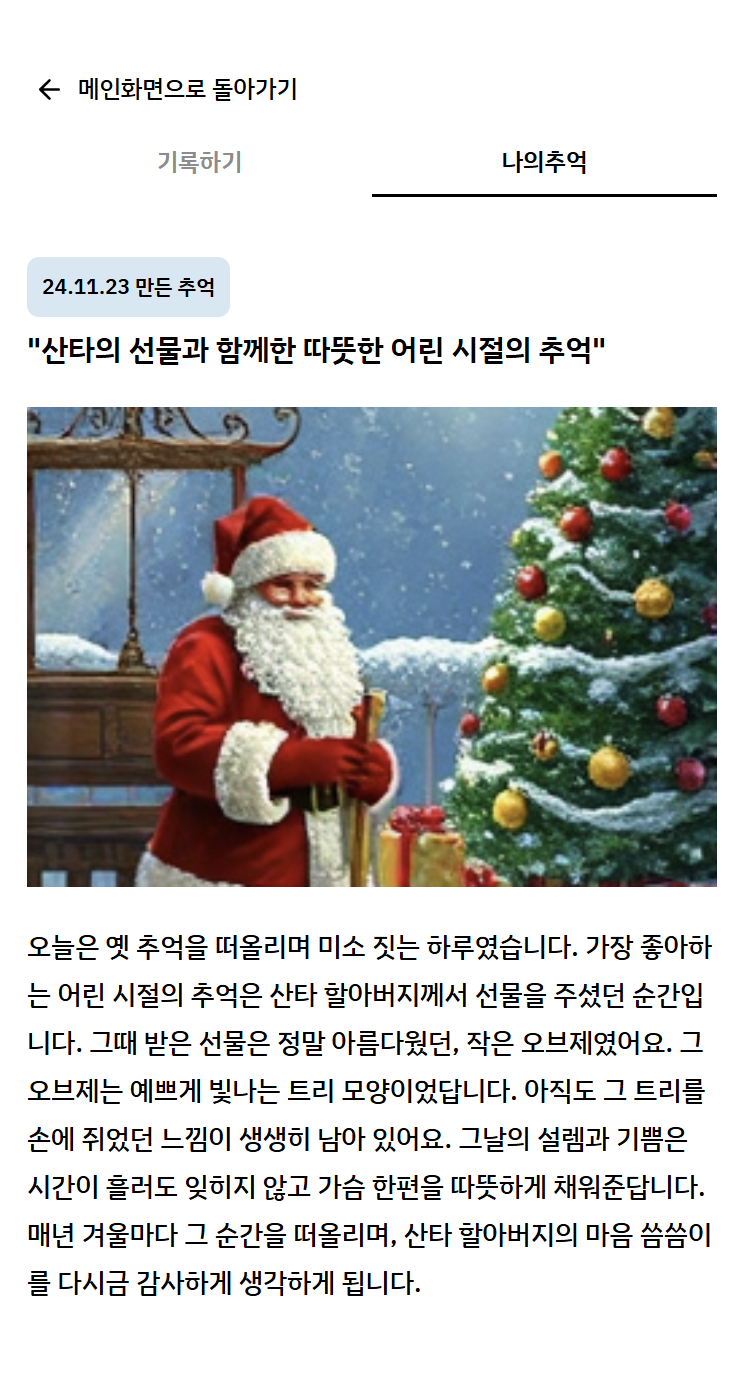 메인화면으로 돌아가기
기록하기
나의추억
24.11.23 만든 추억
"산타의 선물과 함께한 따뜻한 어린 시절의 추억"
오늘은 옛 추억을 떠올리며 미소 짓는 하루였습니다. 가장 좋아하
는 어린 시절의 추억은 산타 할아버지께서 선물을 주셨던 순간입
니다. 그때 받은 선물은 정말 아름다웠던, 작은 오브제였어요. 그
오브제는 예쁘게 빛나는 트리 모양이었답니다. 아직도 그 트리를
손에 쥐었던 느낌이 생생히 남아 있어요. 그날의 설렘과 기쁨은
시간이 흘러도 잊히지 않고 가슴 한편을 따뜻하게 채워준답니다.
매년 겨울마다 그 순간을 떠올리며, 산타 할아버지의 마음 씀씀이
를 다시금 감사하게 생각하게 됩니다.